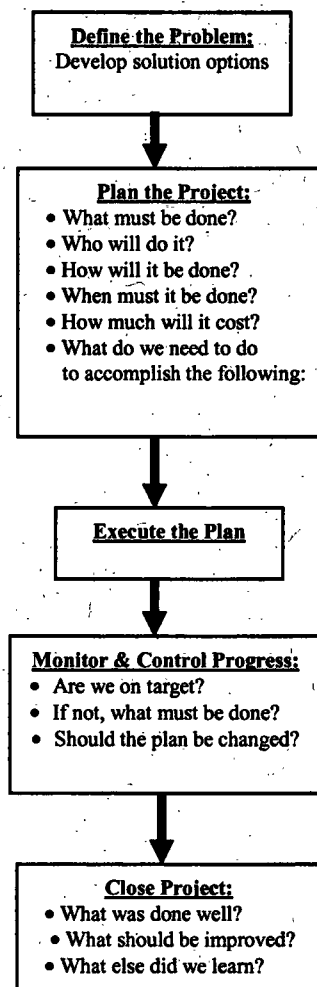 Define the Problem:
Develop solution options
Plan the Project:
• What must be done?
• Who will do it?
• How will it be done?
• When must it be done?
• How much will it cost?
• What do we need to do
to accomplish the following:
Execute the Plan
Monitor & Control Progress:
• Are we on target?
• If not, what must be done?
• Should the plan be changed?
Close Project:
• What was done well?
• What should be improved?
• What else did we learn?